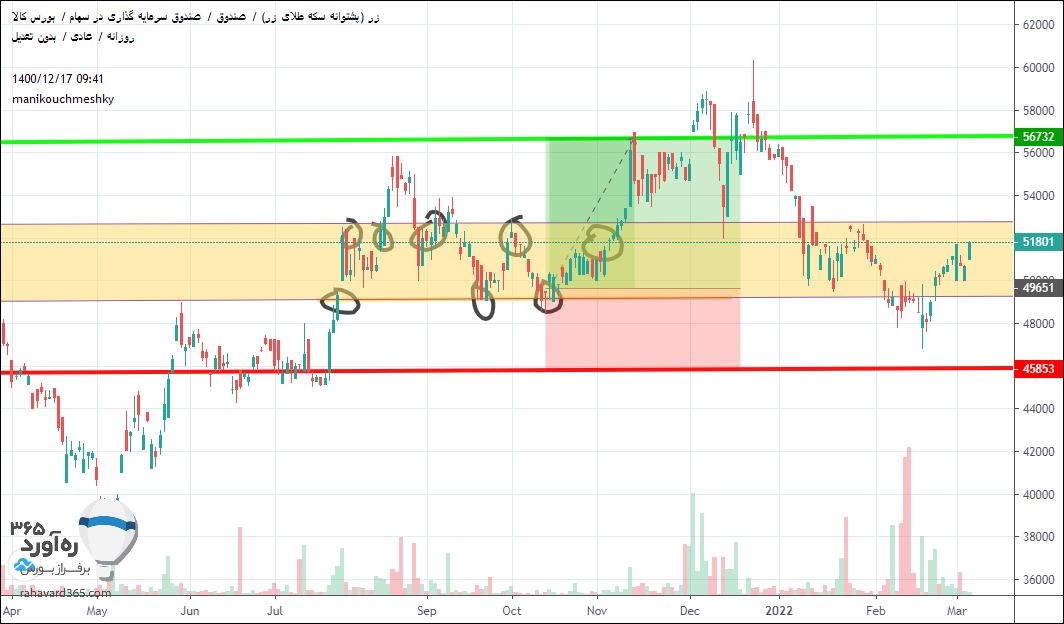 زر (پشتوانه سکه طلای زر) / صندوق / صندوق سرمایه گذاری در سهام / بورس کالا
روزانه / عادی / بدون تعدیل
1400/12/17 09:41
manikouchmeshky
62000
60000
58000
56732
56000
54000
51801
50000
49651
48000
45853
44000
42000
40000
38000
36000
ره‌آورد ۳۶۵
برفراز بورس
rahavard365.com
Apr May Jun Jul Sep Oct Nov Dec 2022 Feb Mar